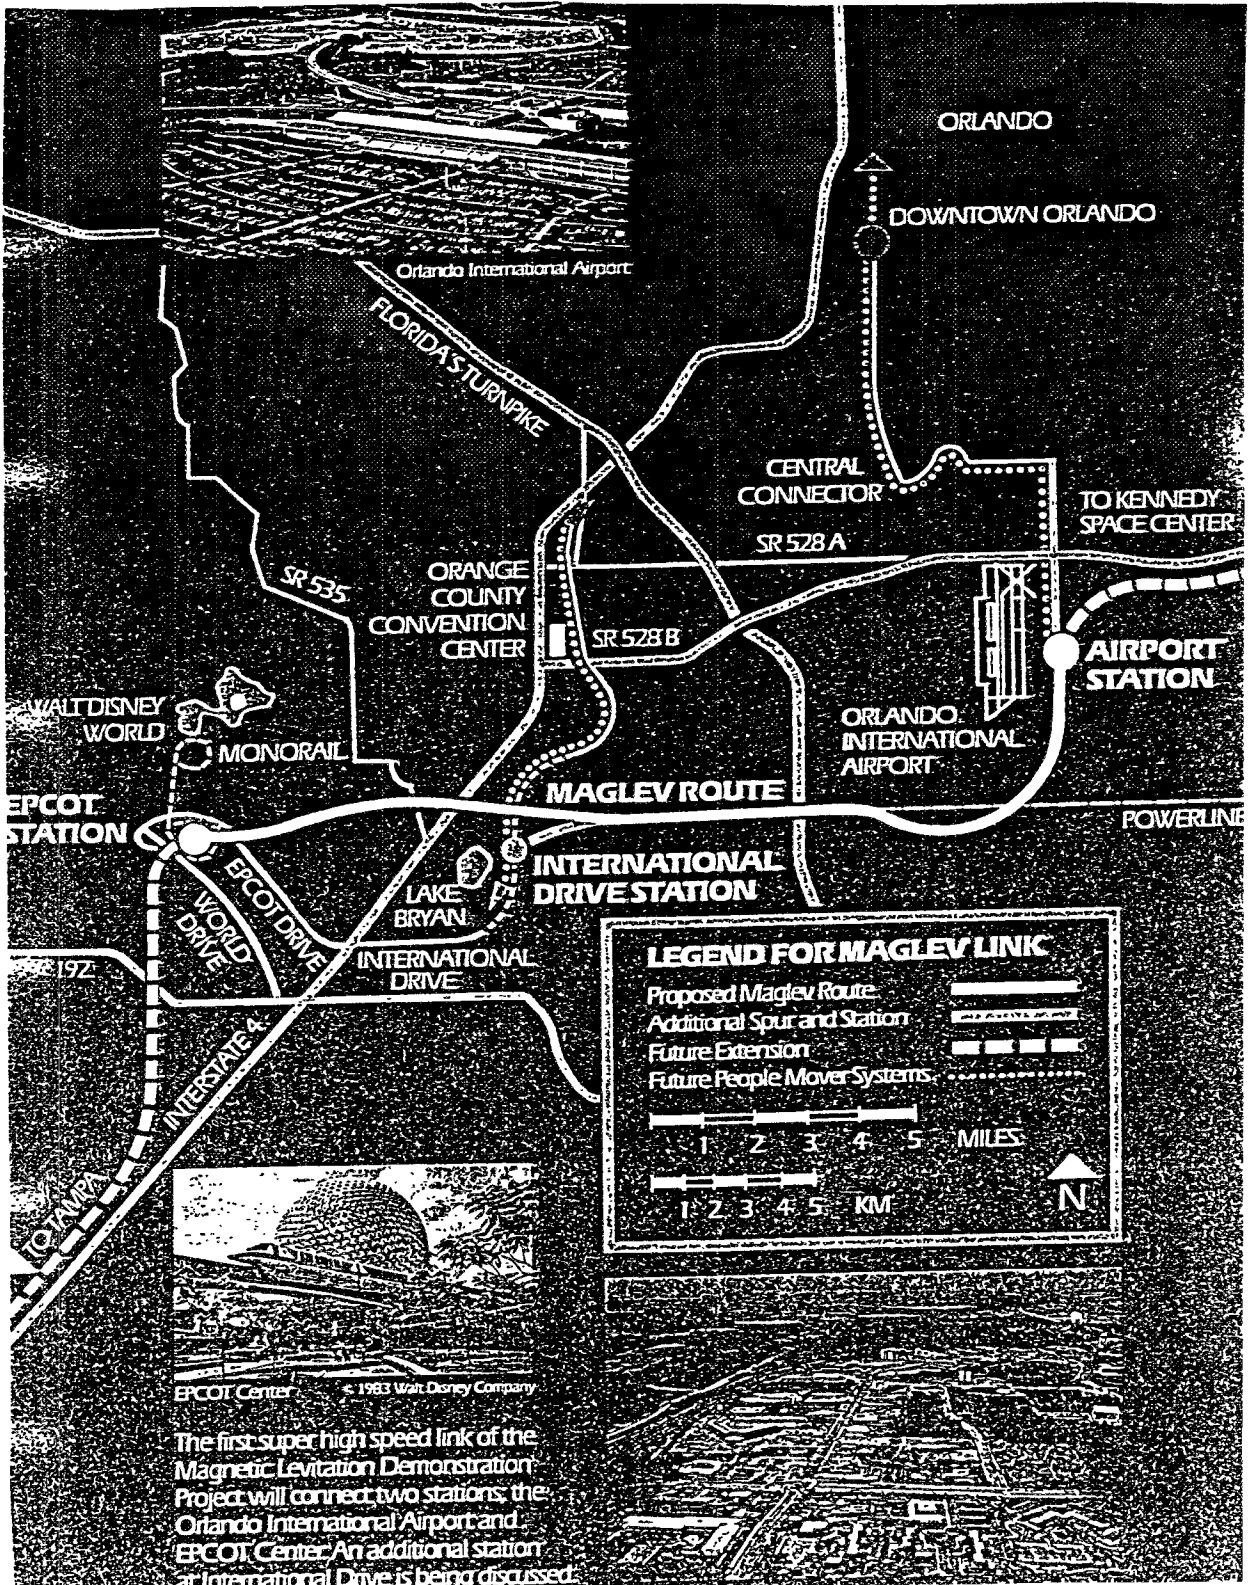 ORLANDO
DOWNTOWN ORLANDO
Orlando International Airport
FLORIDA'S TURNPIKE
CENTRAL
CONNECTOR
TO KENNEDY
SPACE CENTER
SR 528 A
ORANGE
COUNTY
CONVENTION
CENTER
SR 535
SR 528 B
AIRPORT
STATION
WALT DISNEY
WORLD
MONORAIL
ORLANDO
INTERNATIONAL
AIRPORT
MAGLEV ROUTE
EPCOT
STATION
POWERLINE
INTERNATIONAL
DRIVE STATION
LAKE
BRYAN
EPCOT DRIVE
WORLD
DRIVE
INTERNATIONAL
DRIVE
192
INTERSTATE 4
TO TAMPA
LEGEND FOR MAGLEV LINK
Proposed Maglev Route
Additional Spur and Station
Future Extension
Future People Mover Systems
1 2 3 4 5 MILES
1 2 3 4 5 KM
N
EPCOT Center © 1983 Walt Disney Company
The first super high speed link of the
Magnetic Levitation Demonstration
Project will connect two stations: the
Orlando International Airport and
EPCOT Center. An additional station
at International Drive is being discussed.